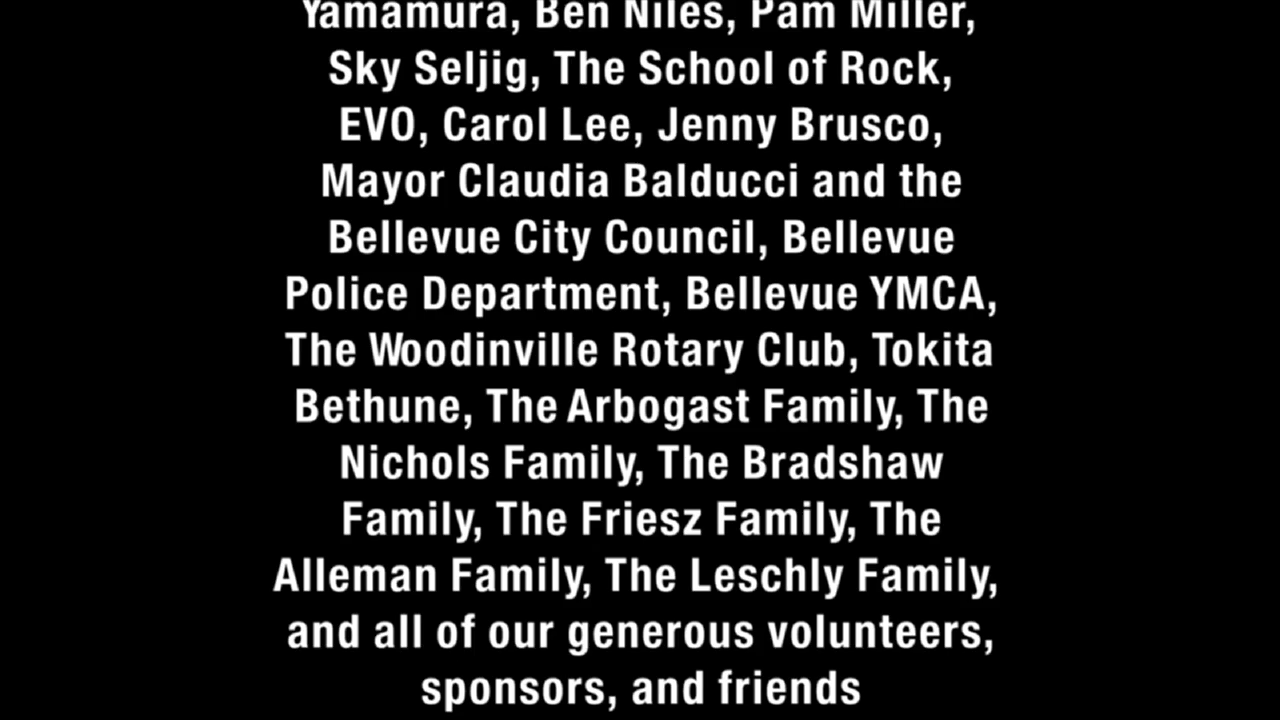 Yamamura, Ben Niles, Pam Miller,
Sky Seljig, The School of Rock,
EVO, Carol Lee, Jenny Brusco,
Mayor Claudia Balducci and the
Bellevue City Council, Bellevue
Police Department, Bellevue YMCA,
The Woodinville Rotary Club, Tokita
Bethune, The Arbogast Family, The
Nichols Family, The Bradshaw
Family, The Friesz Family, The
Alleman Family, The Leschly Family,
and all of our generous volunteers,
sponsors, and friends